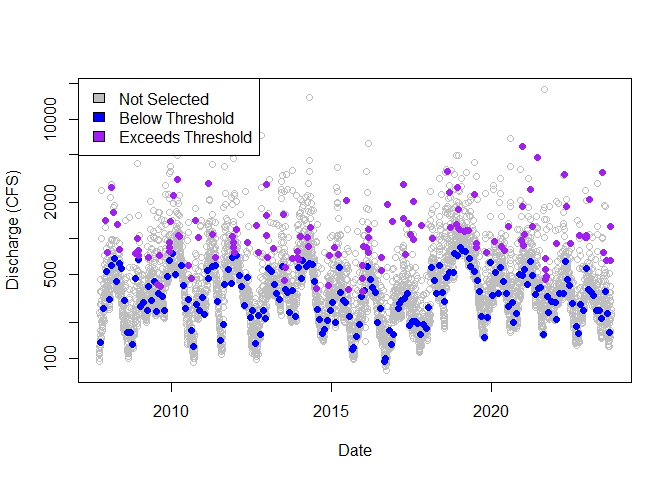 Not Selected
Below Threshold
Exceeds Threshold
Discharge (CFS)
10000
2000
500
100
2010
2015
2020
Date